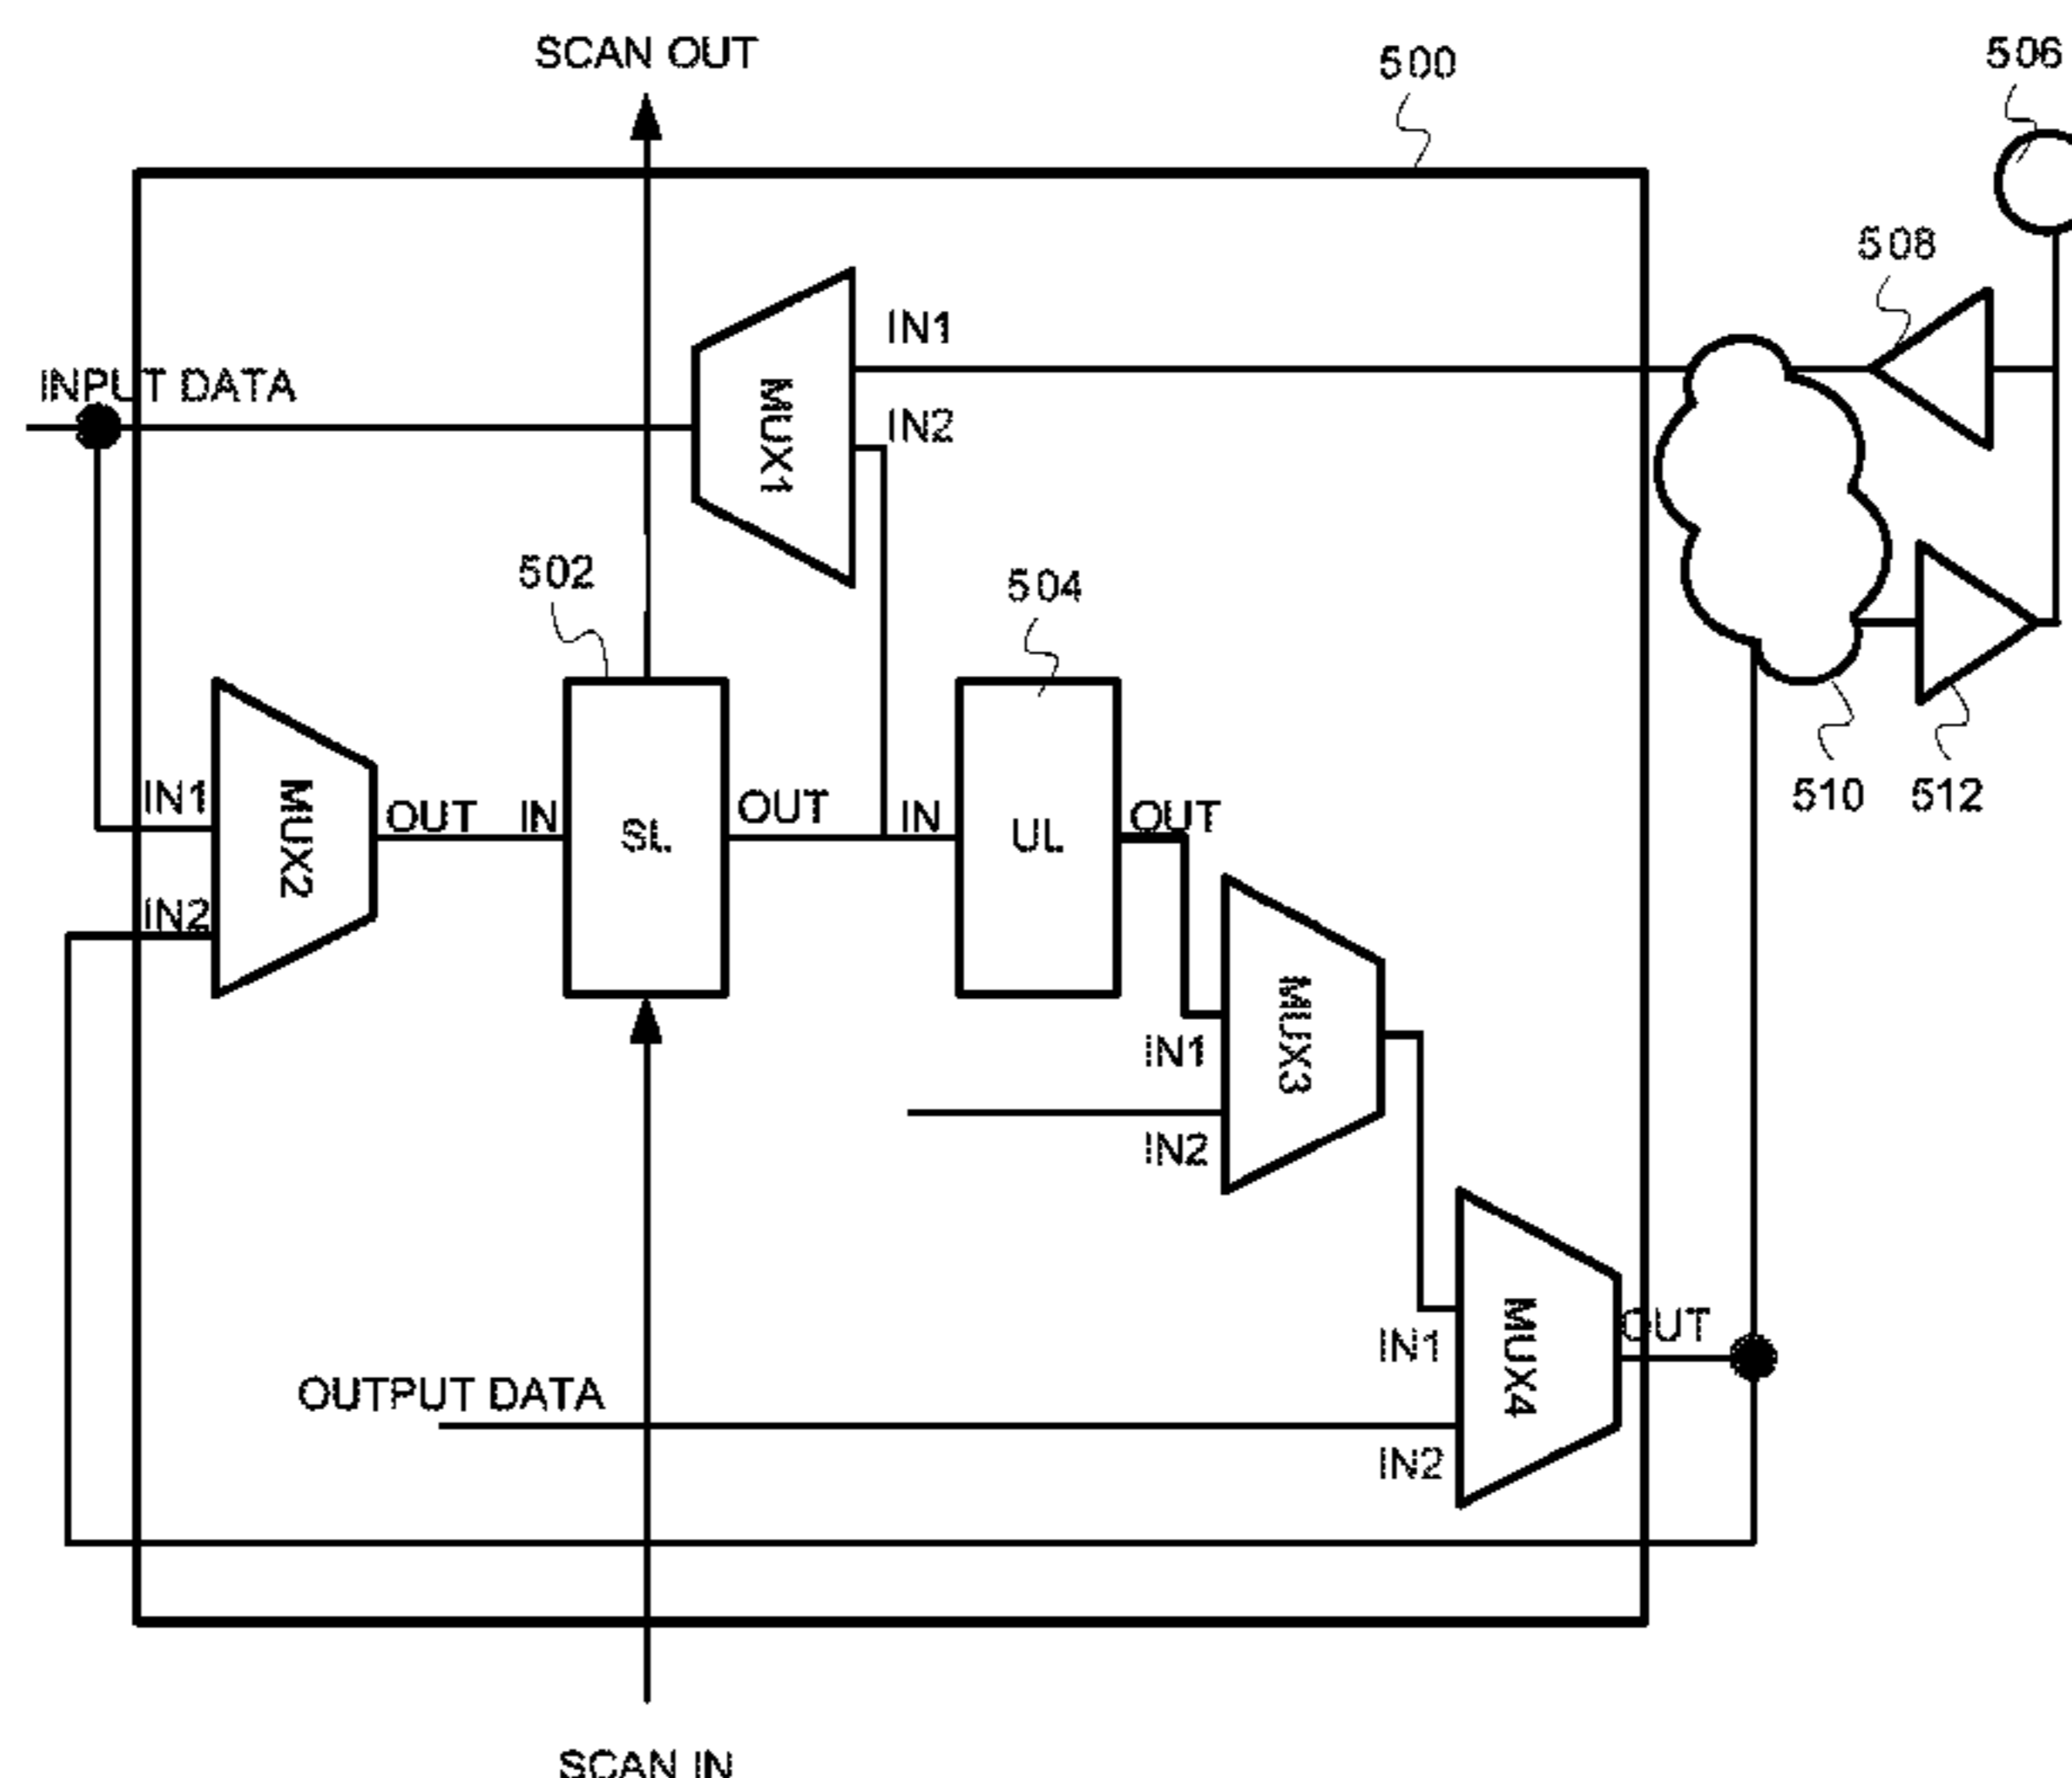 SCAN OUT
500
506
508
IN1
MUX1
INPUT DATA
IN2
502
504
IN1
MUX2
OUT
IN
SL
OUT
IN
UL
OUT
510
512
IN2
MUX3
IN1
IN2
OUT
MUX4
IN1
OUTPUT DATA
IN2
SCAN IN